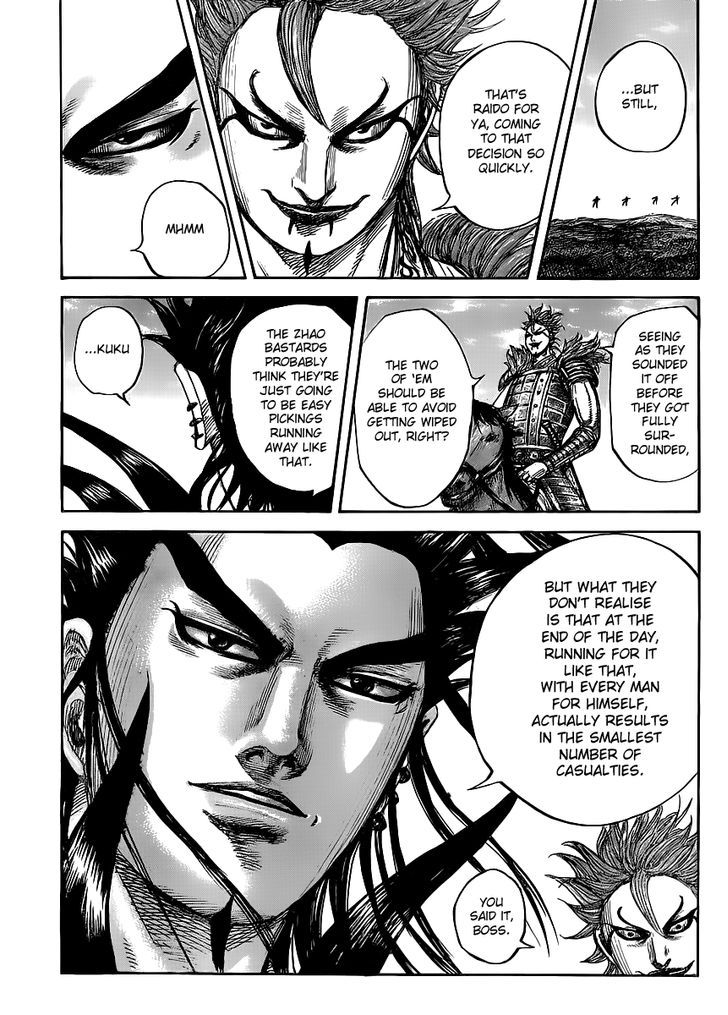 ...BUT
STILL,
THAT'S
RAIDO FOR
YA, COMING
TO THAT
DECISION SO
QUICKLY.
MHMM
SEEING
AS THEY
SOUNDED
IT OFF
BEFORE
THEY GOT
FULLY
SUR-
ROUNDED,
THE TWO
OF 'EM
SHOULD BE
ABLE TO AVOID
GETTING WIPED
OUT, RIGHT?
THE ZHAO
BASTARDS
PROBABLY
THINK THEY'RE
JUST GOING
TO BE EASY
PICKINGS
RUNNING
AWAY LIKE
THAT.
...KUKU
BUT WHAT THEY
DON'T REALISE
IS THAT AT THE
END OF THE DAY,
RUNNING FOR IT
LIKE THAT,
WITH EVERY MAN
FOR HIMSELF,
ACTUALLY RESULTS
IN THE SMALLEST
NUMBER OF
CASUALTIES.
YOU
SAID IT,
BOSS.